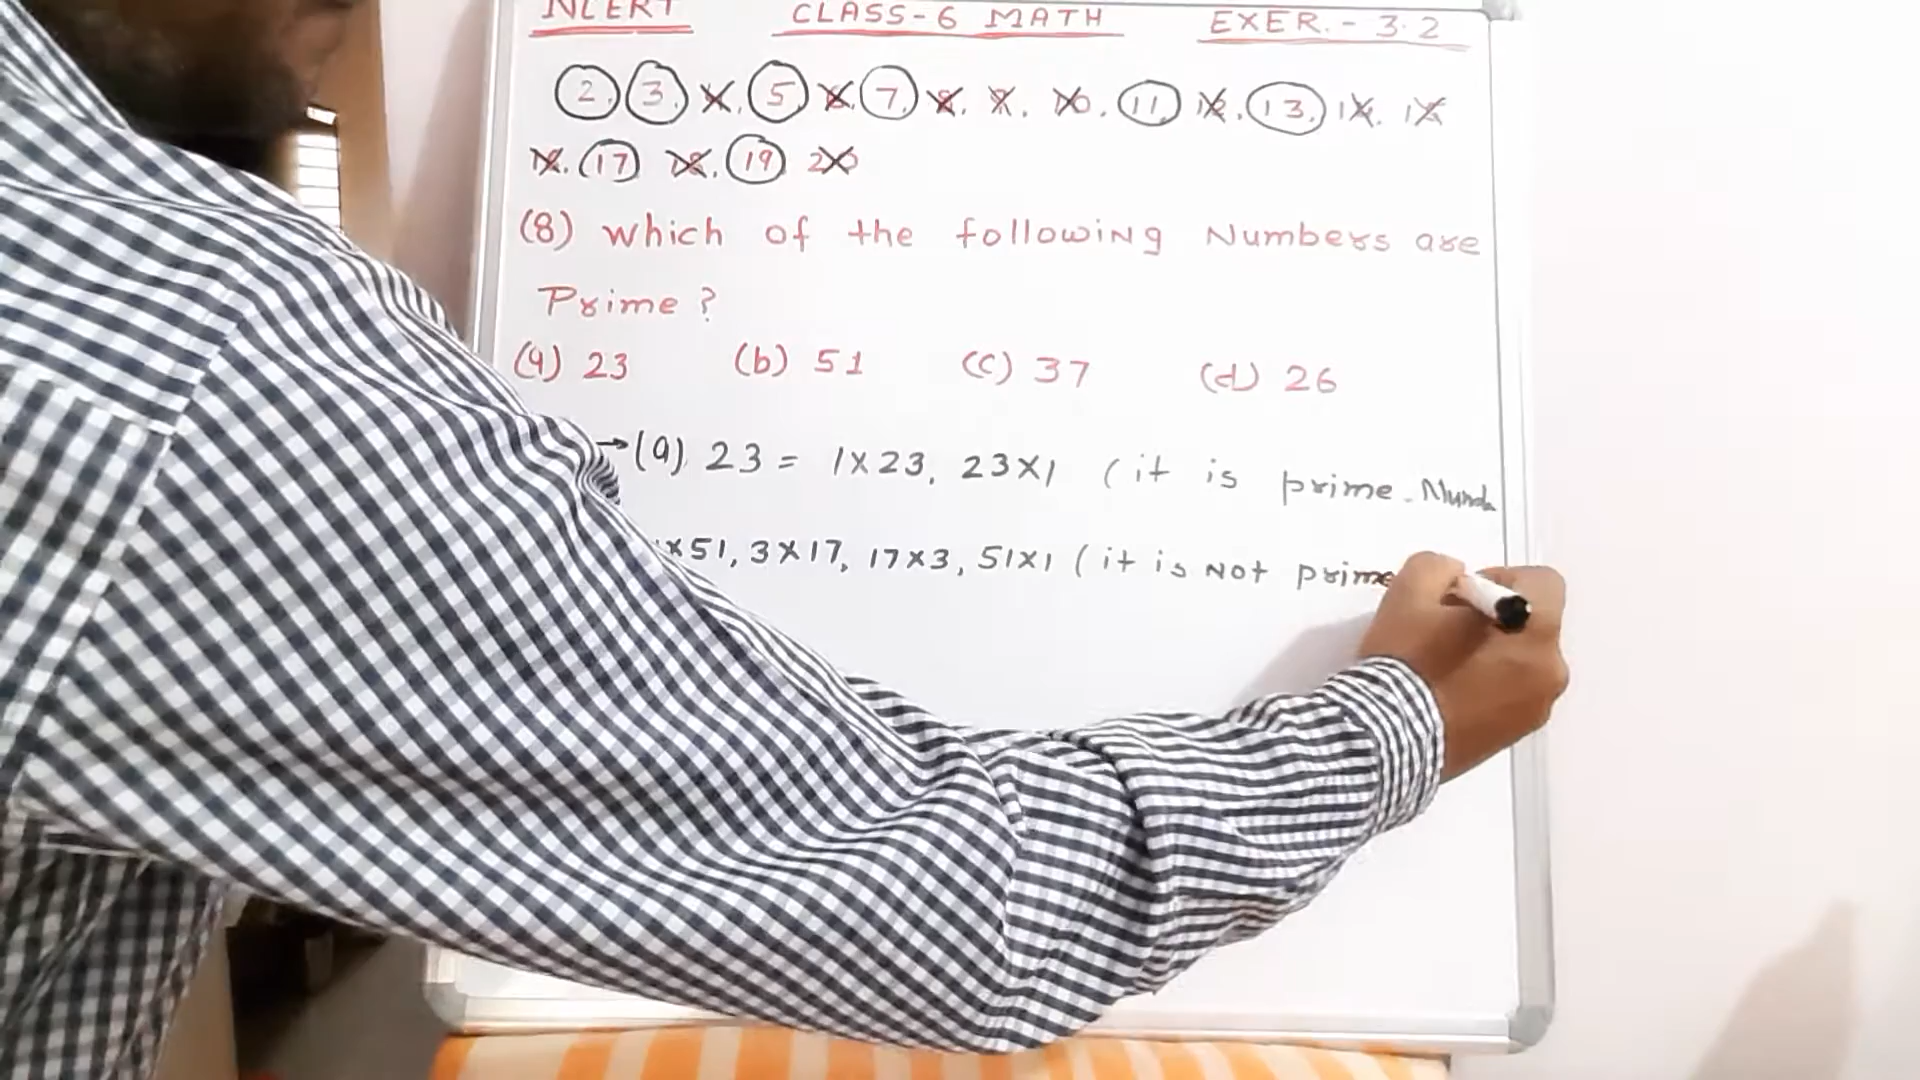 NCERT CLASS-6 MATH EXER.- 3.2
2, 3, 4, 5, 6, 7, 8, 9, 10, 11, 12, 13, 14, 15
16, 17, 18, 19, 20
(8) which of the following Numbers are
Prime ?
(a) 23 (b) 51 (c) 37 (d) 26
→(a) 23 = 1×23, 23×1 (it is prime
×51, 3×17, 17×3, 51×1 (it is Not prime